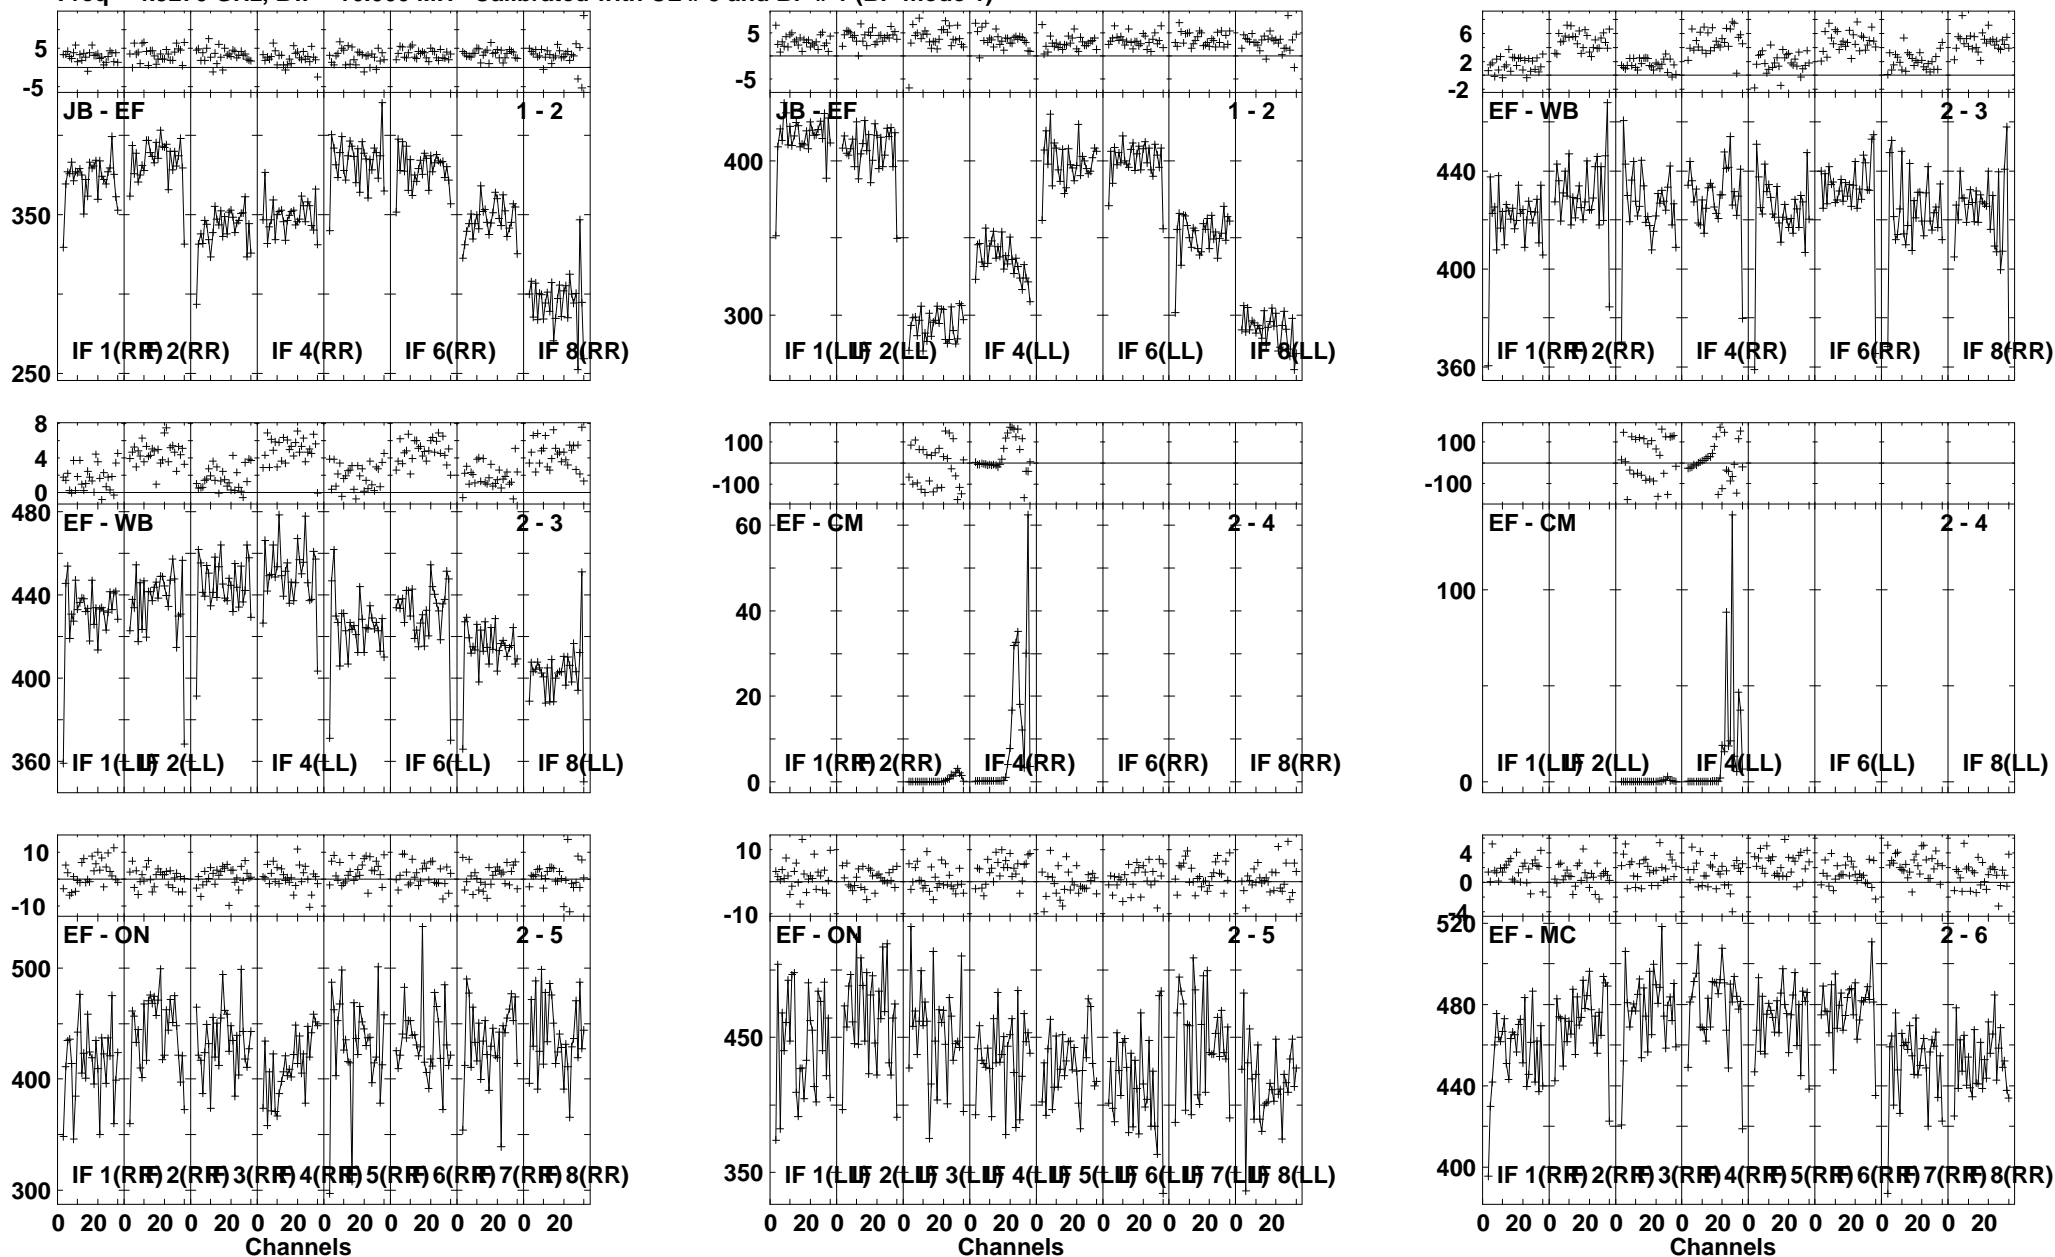 5 5 6
2
-5 -5 -2
JB - EF 1 - 2 JB - EF 1 - 2 EF - WB 2 - 3
400 440
350
400
300
IF 1(RR) IF 2(RR) IF 4(RR) IF 6(RR) IF 8(RR) IF 1(LL) IF 2(LL) IF 4(LL) IF 6(LL) IF 8(LL) IF 1(RR) IF 2(RR) IF 4(RR) IF 6(RR) IF 8(RR)
250 360
8 100 100
4
0 -100 -100
480
EF - WB 2 - 3 EF - CM 2 - 4 EF - CM 2 - 4
60
440 40 100
400 20
360 IF 1(LL) IF 2(LL) IF 4(LL) IF 6(LL) IF 8(LL) IF 1(RR) IF 2(RR) IF 4(RR) IF 6(RR) IF 8(RR) IF 1(LL) IF 2(LL) IF 4(LL) IF 6(LL) IF 8(LL)
0 0
10 10 4
0
-10 -10 -4
520
EF - ON 2 - 5 EF - ON 2 - 5 EF - MC 2 - 6
500 480
450
400 440
350 400
IF 1(RR) IF 2(RR) IF 3(RR) IF 4(RR) IF 5(RR) IF 6(RR) IF 7(RR) IF 8(RR) IF 1(LL) IF 2(LL) IF 3(LL) IF 4(LL) IF 5(LL) IF 6(LL) IF 7(LL) IF 8(LL) IF 1(RR) IF 2(RR) IF 3(RR) IF 4(RR) IF 5(RR) IF 6(RR) IF 7(RR) IF 8(RR)
300
0 20 0 20 0 20 0 20 0 20 0 20 0 20 0 20 0 20 0 20 0 20 0 20 0 20 0 20 0 20 0 20 0 20 0 20 0 20 0 20 0 20 0 20 0 20 0 20
Channels Channels Channels